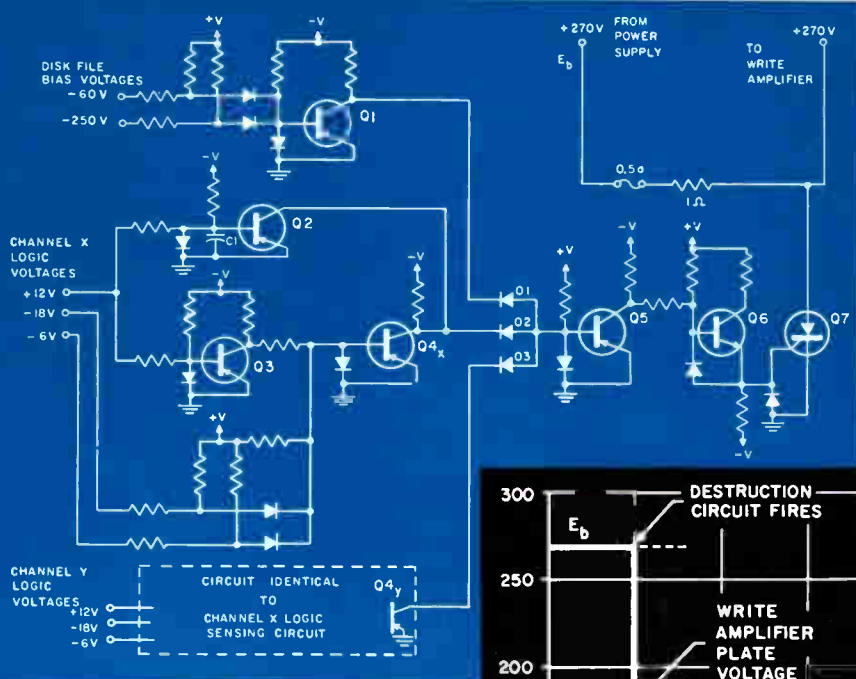 DISK FILE
BIAS VOLTAGES
-60V
-250V
+V
-V
Q1
-V
Q2
C1
CHANNEL X
LOGIC
VOLTAGES
+12V
-18V
-6V
-V
Q3
-V
Q4x
+V
CHANNEL Y
LOGIC
VOLTAGES
+12V
-18V
-6V
CIRCUIT IDENTICAL
TO
CHANNEL X LOGIC
SENSING CIRCUIT
Q4y
+270V
Eb
FROM
POWER
SUPPLY
TO
WRITE
AMPLIFIER
+270V
0.5a
1Ω
D1
D2
D3
+V
-V
Q5
+V
Q6
-V
Q7
300
250
200
Eb
DESTRUCTION
CIRCUIT FIRES
WRITE
AMPLIFIER
PLATE
VOLTAGE